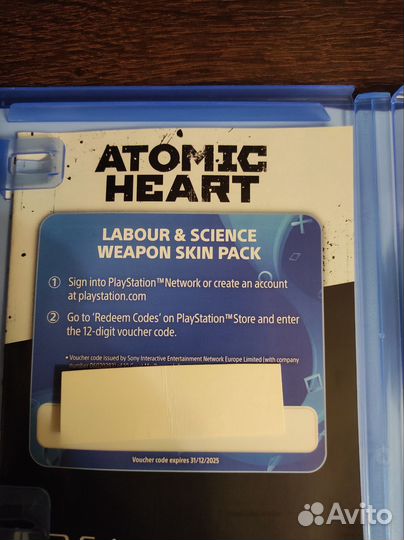 ATOMIC
HEART
LABOUR & SCIENCE
WEAPON SKIN PACK
1 Sign into PlayStation™Network or create an account
at playstation.com
2 Go to ‘Redeem Codes’ on PlayStation™Store and enter
the 12-digit voucher code.
• Voucher code issued by Sony Interactive Entertainment Network Europe Limited (with company
Voucher code expires 31/12/2025
Avito